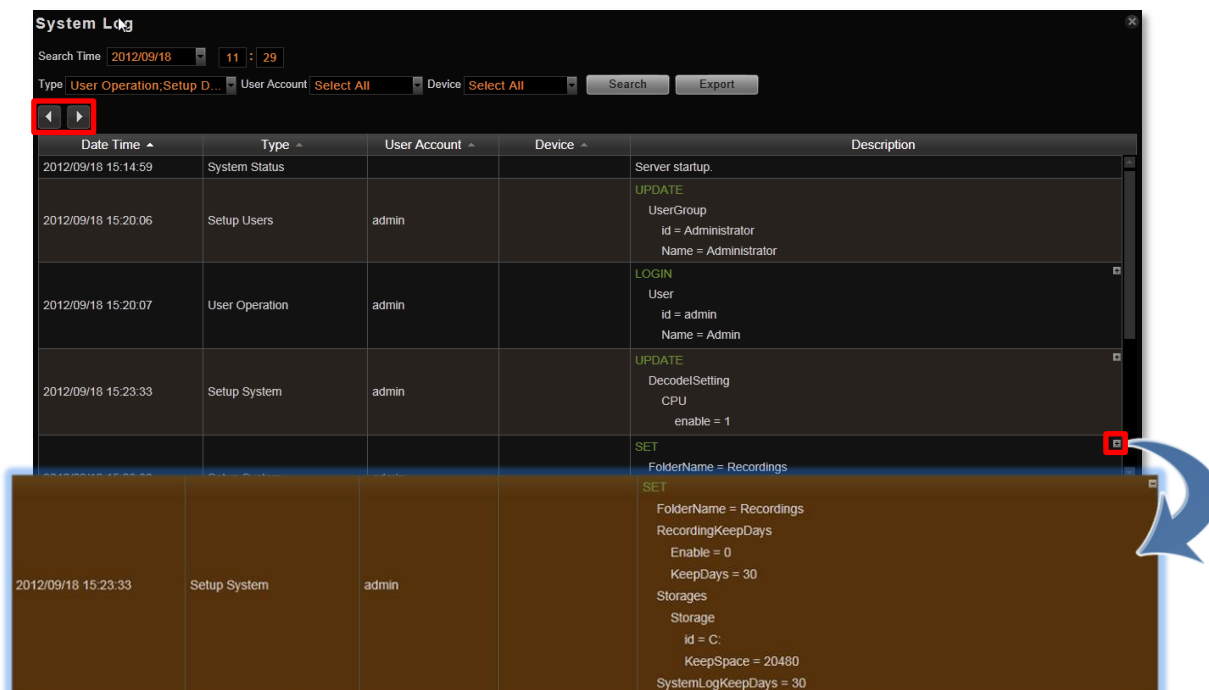 System Log
Search Time 2012/09/18 11 : 29
Type User Operation;Setup D... User Account Select All Device Select All Search Export
Date Time Type User Account Device Description
2012/09/18 15:14:59 System Status Server startup.
UPDATE
UserGroup
2012/09/18 15:20:06 Setup Users admin
id = Administrator
Name = Administrator
LOGIN
User
2012/09/18 15:20:07 User Operation admin
id = admin
Name = Admin
UPDATE
DecodelSetting
2012/09/18 15:23:33 Setup System admin
CPU
enable = 1
SET
FolderName = Recordings
SET
FolderName = Recordings
RecordingKeepDays
Enable = 0
KeepDays = 30
2012/09/18 15:23:33 Setup System admin
Storages
Storage
id = C:
KeepSpace = 20480
SystemLogKeepDays = 30